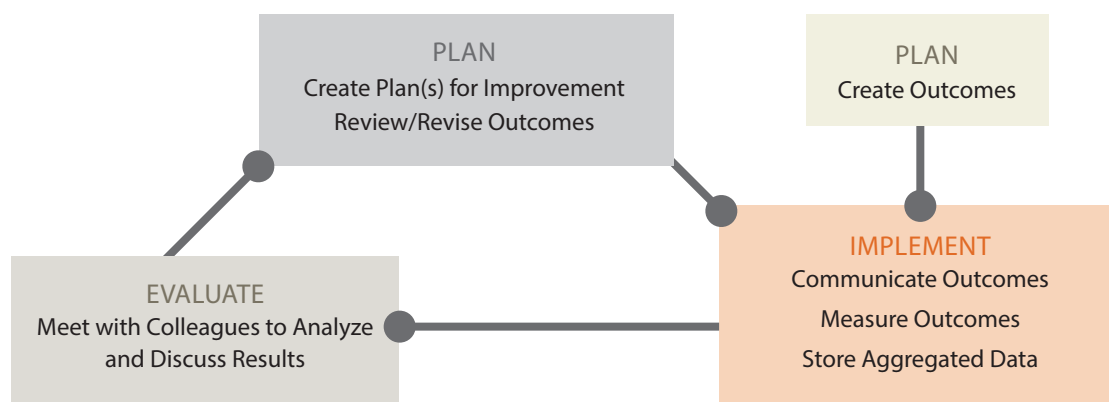 PLAN
Create Plan(s) for Improvement
Review/Revise Outcomes
PLAN
Create Outcomes
IMPLEMENT
Communicate Outcomes
Measure Outcomes
Store Aggregated Data
EVALUATE
Meet with Colleagues to Analyze
and Discuss Results